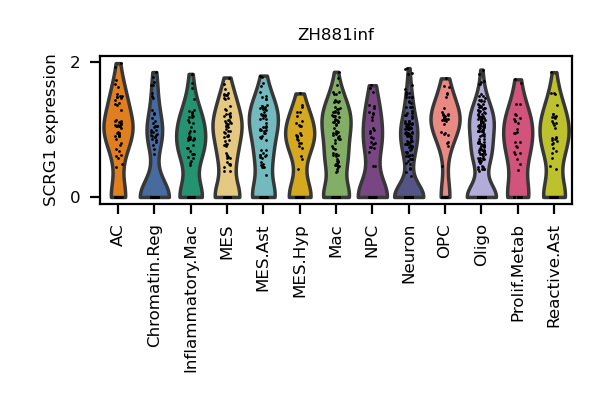 ZH881inf
SCRG1 expression
2
0
AC
Chromatin.Reg
Inflammatory.Mac
MES
MES.Ast
MES.Hyp
Mac
NPC
Neuron
OPC
Oligo
Prolif.Metab
Reactive.Ast